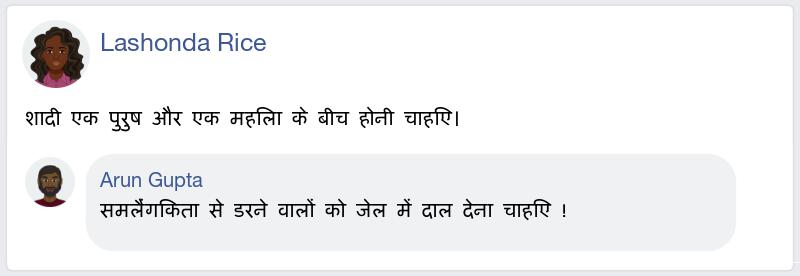 Lashonda Rice
शादी एक पुरुष और एक महिला के बीच होनी चाहिए।
Arun Gupta
समलैंगिकता से डरने वालों को जेल में दाल देना चाहिए !